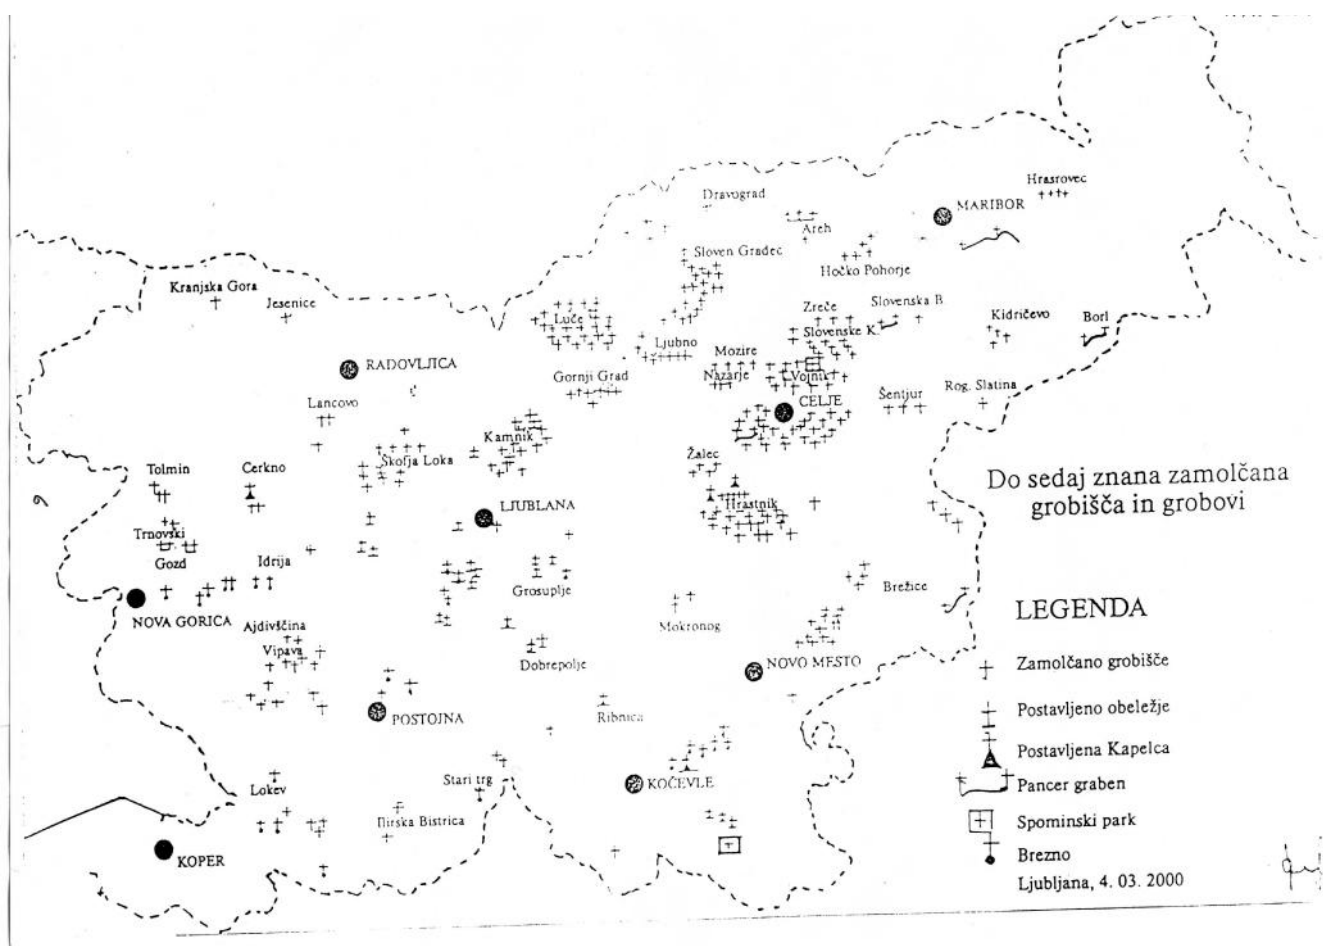 Hrasrovec
Dravograd
MARIBOR
Areh
Sloven Gradec
Hočko Pohorje
Kranjska Gora
Jesenice
Zreče
Slovenska B
Kidričevo
Borl
Luče
Slovenske K.
Ljubno
Mozire
RADOVLJICA
Gornji Grad
Nazarje
Vojnik
Rog. Slatina
Šentjur
CELJE
Lancovo
Kamnik
Škofja Loka
Žalec
Tolmin
Cerkno
Do sedaj znana zamolčana
grobišča in grobovi
LJUBLANA
Hrastnik
Trnovski
Gozd
Idrija
Grosuplje
Brežice
NOVA GORICA
Mokronog
LEGENDA
Ajdivščina
Vipava
Dobrepolje
NOVO MESTO
Zamolčano grobišče
POSTOJNA
Ribnica
Postavljeno obeležje
Postavljena Kapelca
Stari trg
KOČEVLE
Pancer graben
Lokev
Ilirska Bistrica
Spominski park
KOPER
Brezno
Ljubljana, 4. 03. 2000